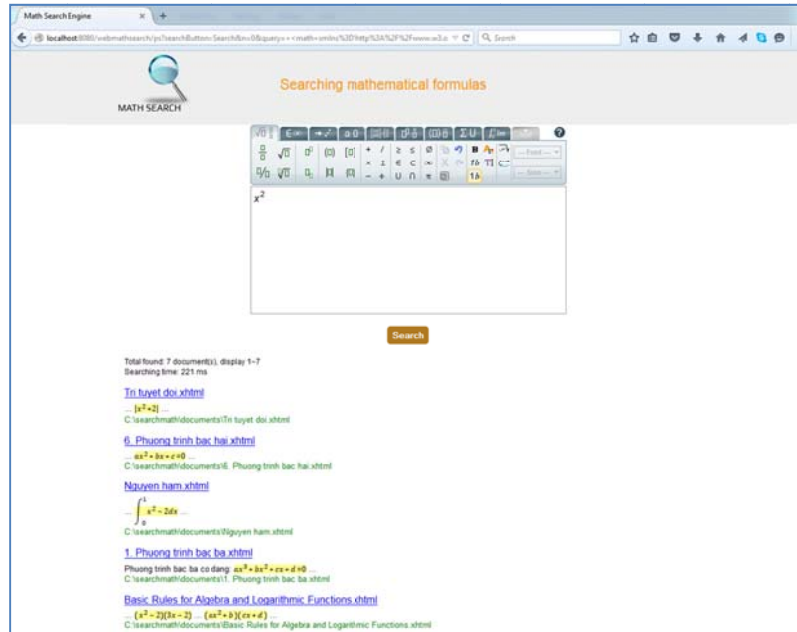 Math Search Engine
localhost:8080/webmathsearch/
Search
MATH SEARCH
Searching mathematical formulas
x²
Search
Total found: 7 document(s), display 1-7
Searching time: 221 ms
Tri tuyet doi.xhtml
... |x²+2| ...
C:\searchmath\documents\Tri tuyet doi.xhtml
6. Phuong trinh bac hai.xhtml
... ax²+bx+c=0 ...
C:\searchmath\documents\6. Phuong trinh bac hai.xhtml
Nguyen ham.xhtml
... ∫₀¹ x²-2dx ...
C:\searchmath\documents\Nguyen ham.xhtml
1. Phuong trinh bac ba.xhtml
Phuong trinh bac ba co dang: ax³+bx²+cx+d=0 ...
C:\searchmath\documents\1. Phuong trinh bac ba.xhtml
Basic Rules for Algebra and Logarithmic Functions.xhtml
... (x²-2)(3x-2) ... (ax²+b)(cx+d) ...
C:\searchmath\documents\Basic Rules for Algebra and Logarithmic Functions.xhtml